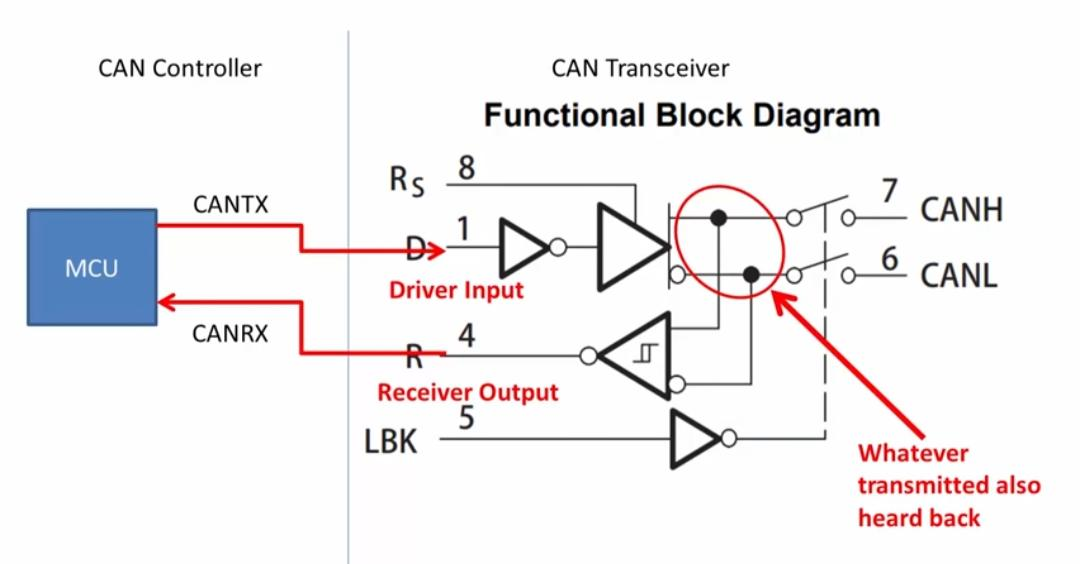 CAN Controller
CAN Transceiver
Functional Block Diagram
RS 8
7 CANH
CANTX
D 1
6 CANL
MCU
Driver Input
CANRX
R 4
Receiver Output
LBK 5
Whatever
transmitted also
heard back